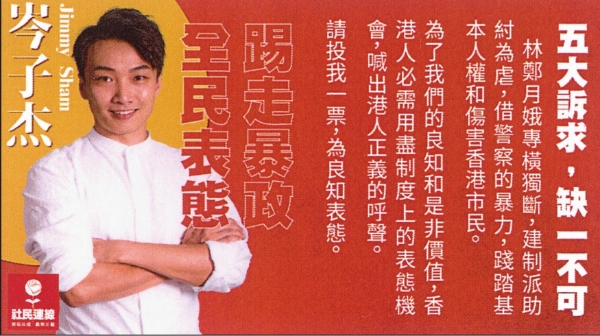 五大訴求，缺一不可
林鄭月娥專橫獨斷，建制派助
紂為虐，借警察的暴力，踐踏基
本人權和傷害香港市民。
為了我們的良知和是非價值，香
港人必需用盡制度上的表態機
會，喊出港人正義的呼聲。
請投我一票，為良知表態。
踢走暴政
全民表態
Jimmy Sham
岑子杰
社民連線